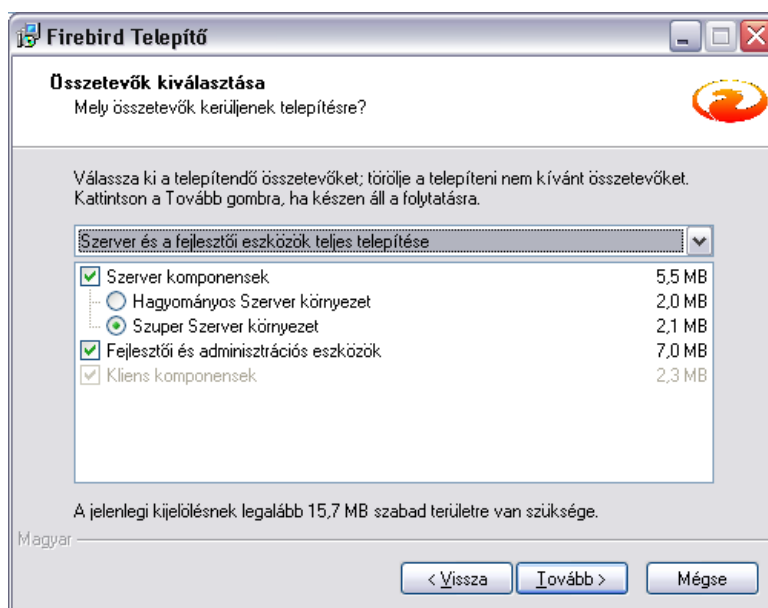 Firebird Telepítő
Összetevők kiválasztása
Mely összetevők kerüljenek telepítésre?
Válassza ki a telepítendő összetevőket; törölje a telepíteni nem kívánt összetevőket.
Kattintson a Tovább gombra, ha készen áll a folytatásra.
Szerver és a fejlesztői eszközök teljes telepítése
Szerver komponensek 5,5 MB
Hagyományos Szerver környezet 2,0 MB
Szuper Szerver környezet 2,1 MB
Fejlesztői és adminisztrációs eszközök 7,0 MB
Kliens komponensek 2,3 MB
A jelenlegi kijelölésnek legalább 15,7 MB szabad területre van szüksége.
Magyar
< Vissza Tovább > Mégse